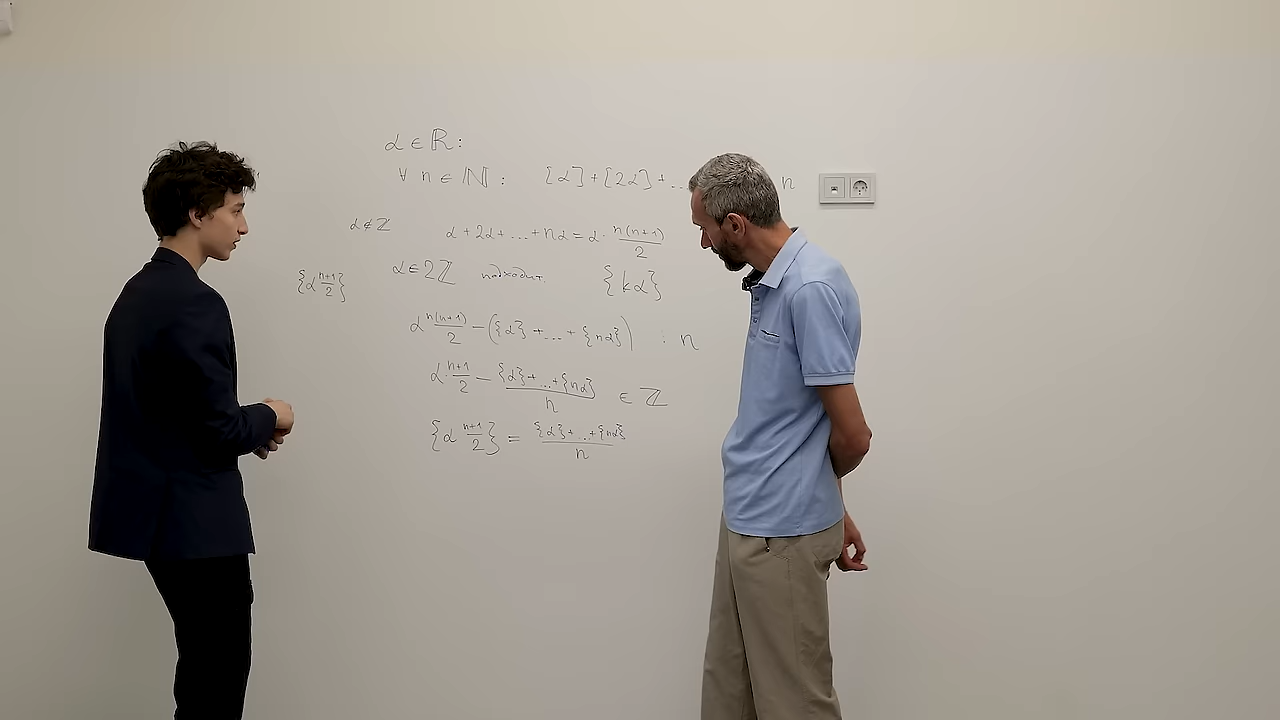 α ∈ ℝ:
∀ n ∈ ℕ: [α] + [2α] + ... n
α ∉ ℤ α + 2α + ... + nα = α · n(n+1)/2
{α n+1/2} α ∈ 2ℤ подходит. {kα}
α n(n+1)/2 − ({α} + ... + {nα}) ⋮ n
α n+1/2 − {α} + ... + {nα}/n ∈ ℤ
{α n+1/2} = {α} + ... + {nα}/n